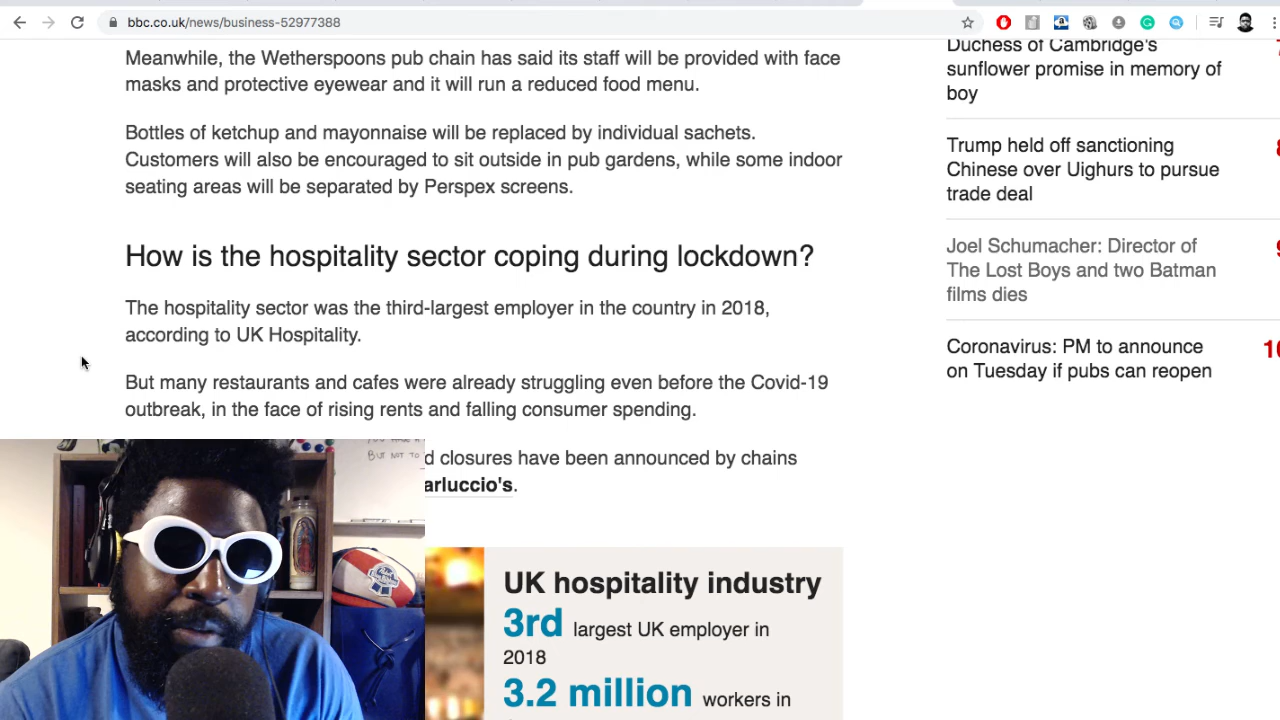 bbc.co.uk/news/business-52977388
Meanwhile, the Wetherspoons pub chain has said its staff will be provided with face
masks and protective eyewear and it will run a reduced food menu.
Bottles of ketchup and mayonnaise will be replaced by individual sachets.
Customers will also be encouraged to sit outside in pub gardens, while some indoor
seating areas will be separated by Perspex screens.
How is the hospitality sector coping during lockdown?
The hospitality sector was the third-largest employer in the country in 2018,
according to UK Hospitality.
But many restaurants and cafes were already struggling even before the Covid-19
outbreak, in the face of rising rents and falling consumer spending.
d closures have been announced by chains
arluccio's.
UK hospitality industry
3rd largest UK employer in
2018
3.2 million workers in
Duchess of Cambridge's
sunflower promise in memory of
boy
Trump held off sanctioning
Chinese over Uighurs to pursue
trade deal
Joel Schumacher: Director of
The Lost Boys and two Batman
films dies
9
Coronavirus: PM to announce
on Tuesday if pubs can reopen
10
BUT NOT TO